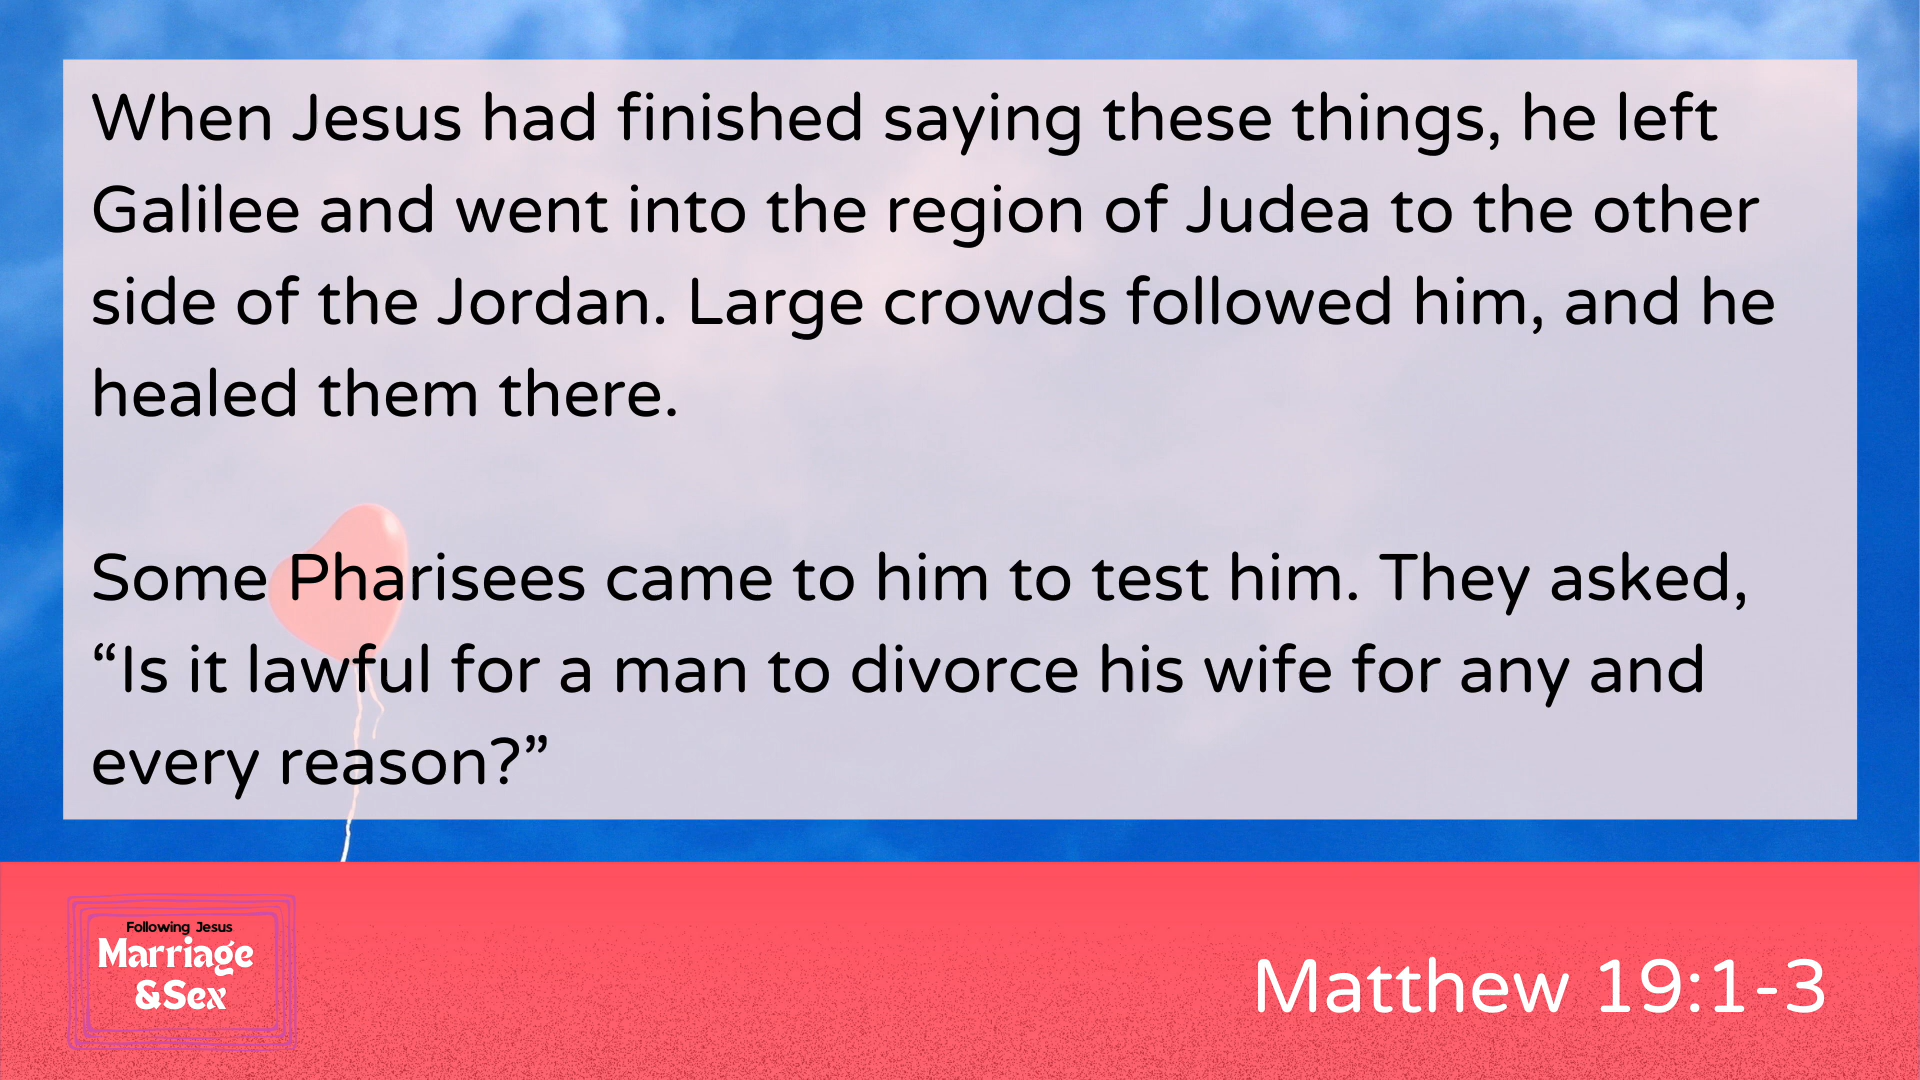 When Jesus had finished saying these things, he left
Galilee and went into the region of Judea to the other
side of the Jordan. Large crowds followed him, and he
healed them there.
Some Pharisees came to him to test him. They asked,
“Is it lawful for a man to divorce his wife for any and
every reason?”
Following Jesus
Marriage
&Sex
Matthew 19:1-3